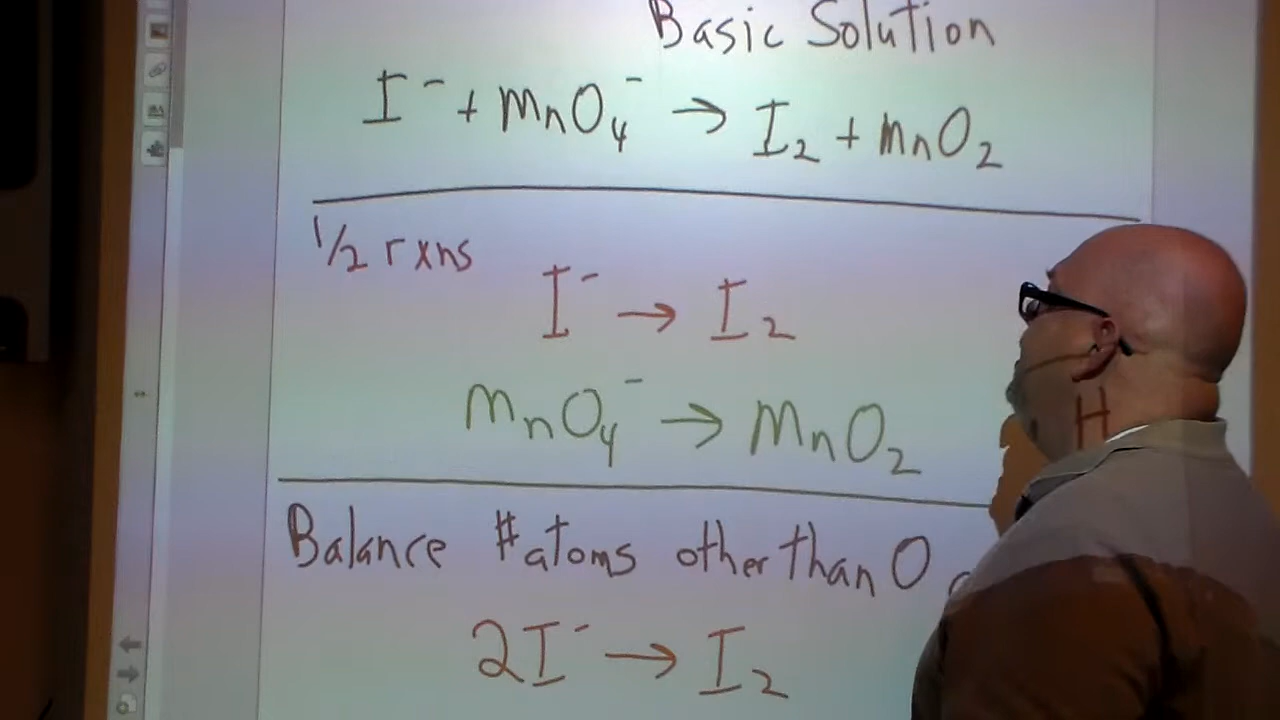 Basic Solution
I⁻ + MnO₄⁻ → I₂ + MnO₂
1/2 rxns
I⁻ → I₂
MnO₄⁻ → MnO₂
Balance # atoms other than O
H
2I⁻ → I₂